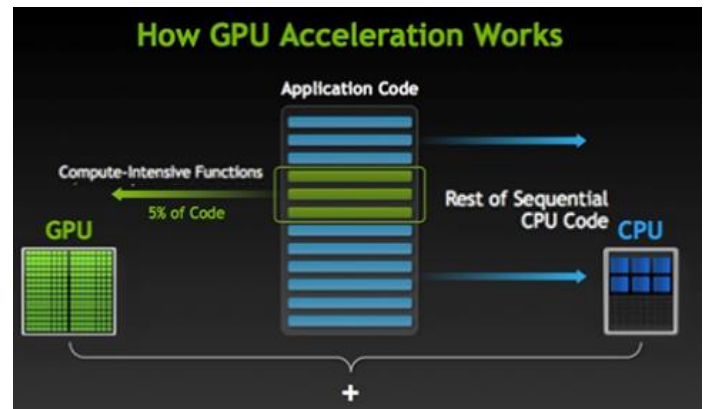 How GPU Acceleration Works
Application Code
Compute-Intensive Functions
5% of Code
Rest of Sequential
CPU Code
GPU
CPU
+